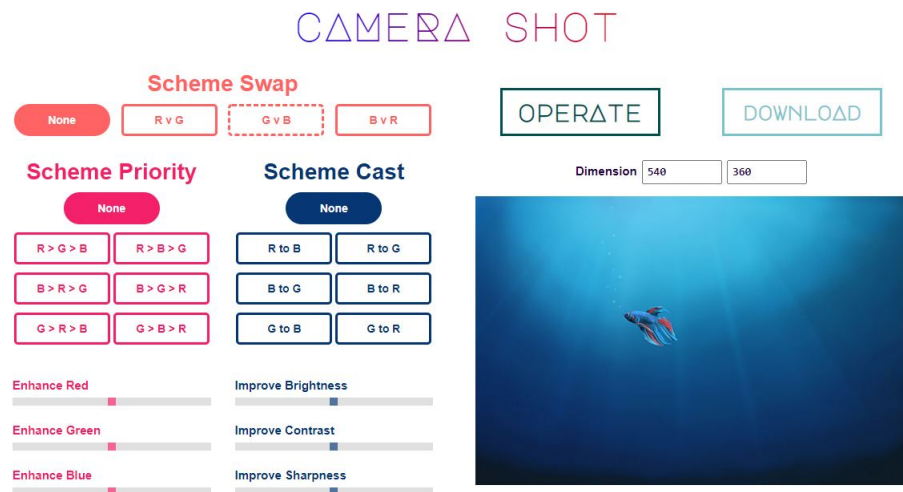 CAMERA SHOT
Scheme Swap
None
R v G
G v B
B v R
OPERATE
DOWNLOAD
Dimension 540 360
Scheme Priority
None
R > G > B
R > B > G
B > R > G
B > G > R
G > R > B
G > B > R
Scheme Cast
None
R to B
R to G
B to G
B to R
G to B
G to R
Enhance Red
Enhance Green
Enhance Blue
Improve Brightness
Improve Contrast
Improve Sharpness